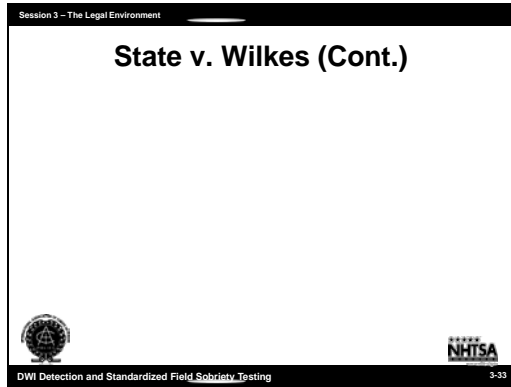 Session 3 – The Legal Environment
State v. Wilkes (Cont.)
NHTSA
DWI Detection and Standardized Field Sobriety Testing
3-33